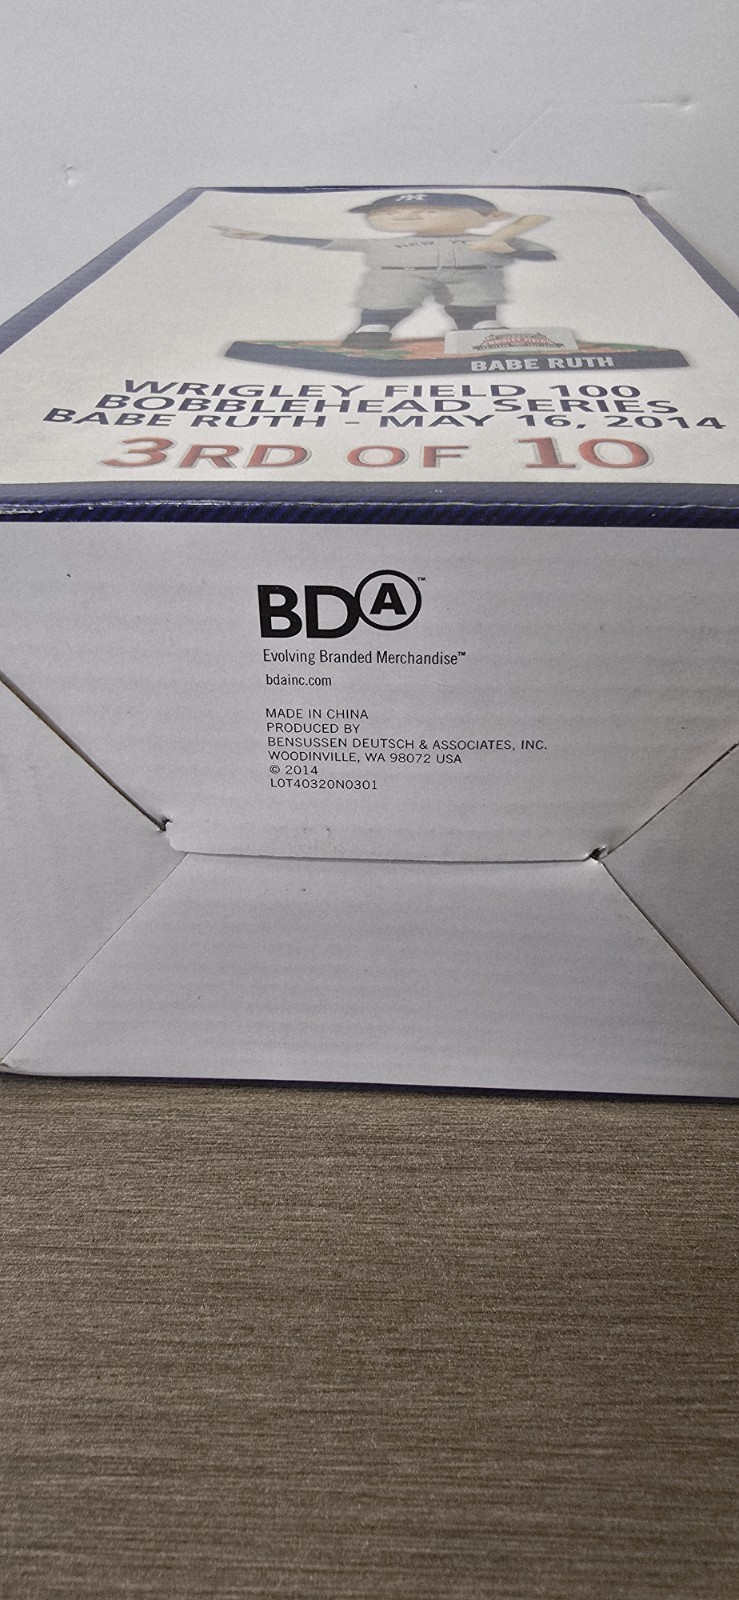 NEW Y
BABE RUTH
WRIGLEY FIELD 100
BOBBLEHEAD SERIES
BABE RUTH - MAY 16, 2014
3RD OF 10
BDA™
Evolving Branded Merchandise™
bdainc.com
MADE IN CHINA
PRODUCED BY
BENSUSSEN DEUTSCH & ASSOCIATES, INC.
WOODINVILLE, WA 98072 USA
© 2014
LOT40320N0301